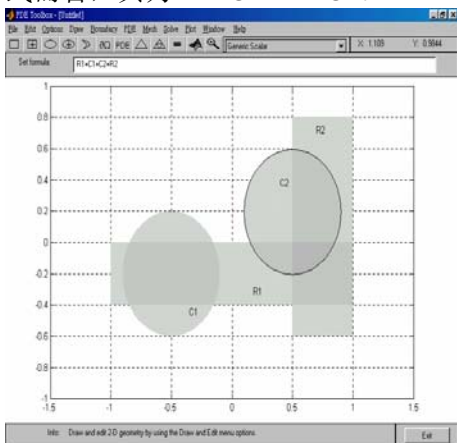 PDE Toolbox - [Untitled]
File Edit Options Draw Boundary PDE Mesh Solve Plot Window Help
PDE
Generic Scalar
X: 1.109
Y: 0.9844
Set formula:
R1+C1+C2+R2
1
0.8
0.6
0.4
0.2
0
-0.2
-0.4
-0.6
-0.8
-1
-1.5
-1
-0.5
0
0.5
1
1.5
R2
C2
R1
C1
Info:
Draw and edit 2-D geometry by using the Draw and Edit menu options.
Exit